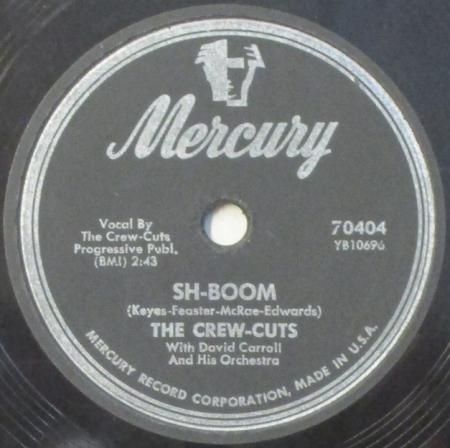 Mercury
Vocal By
The Crew-Cuts
Progressive Publ.
(BMI) 2:43
70404
YB10696
SH-BOOM
(Keyes-Feaster-McRae-Edwards)
THE CREW-CUTS
With David Carroll
And His Orchestra
MERCURY RECORD CORPORATION, MADE IN U.S.A.